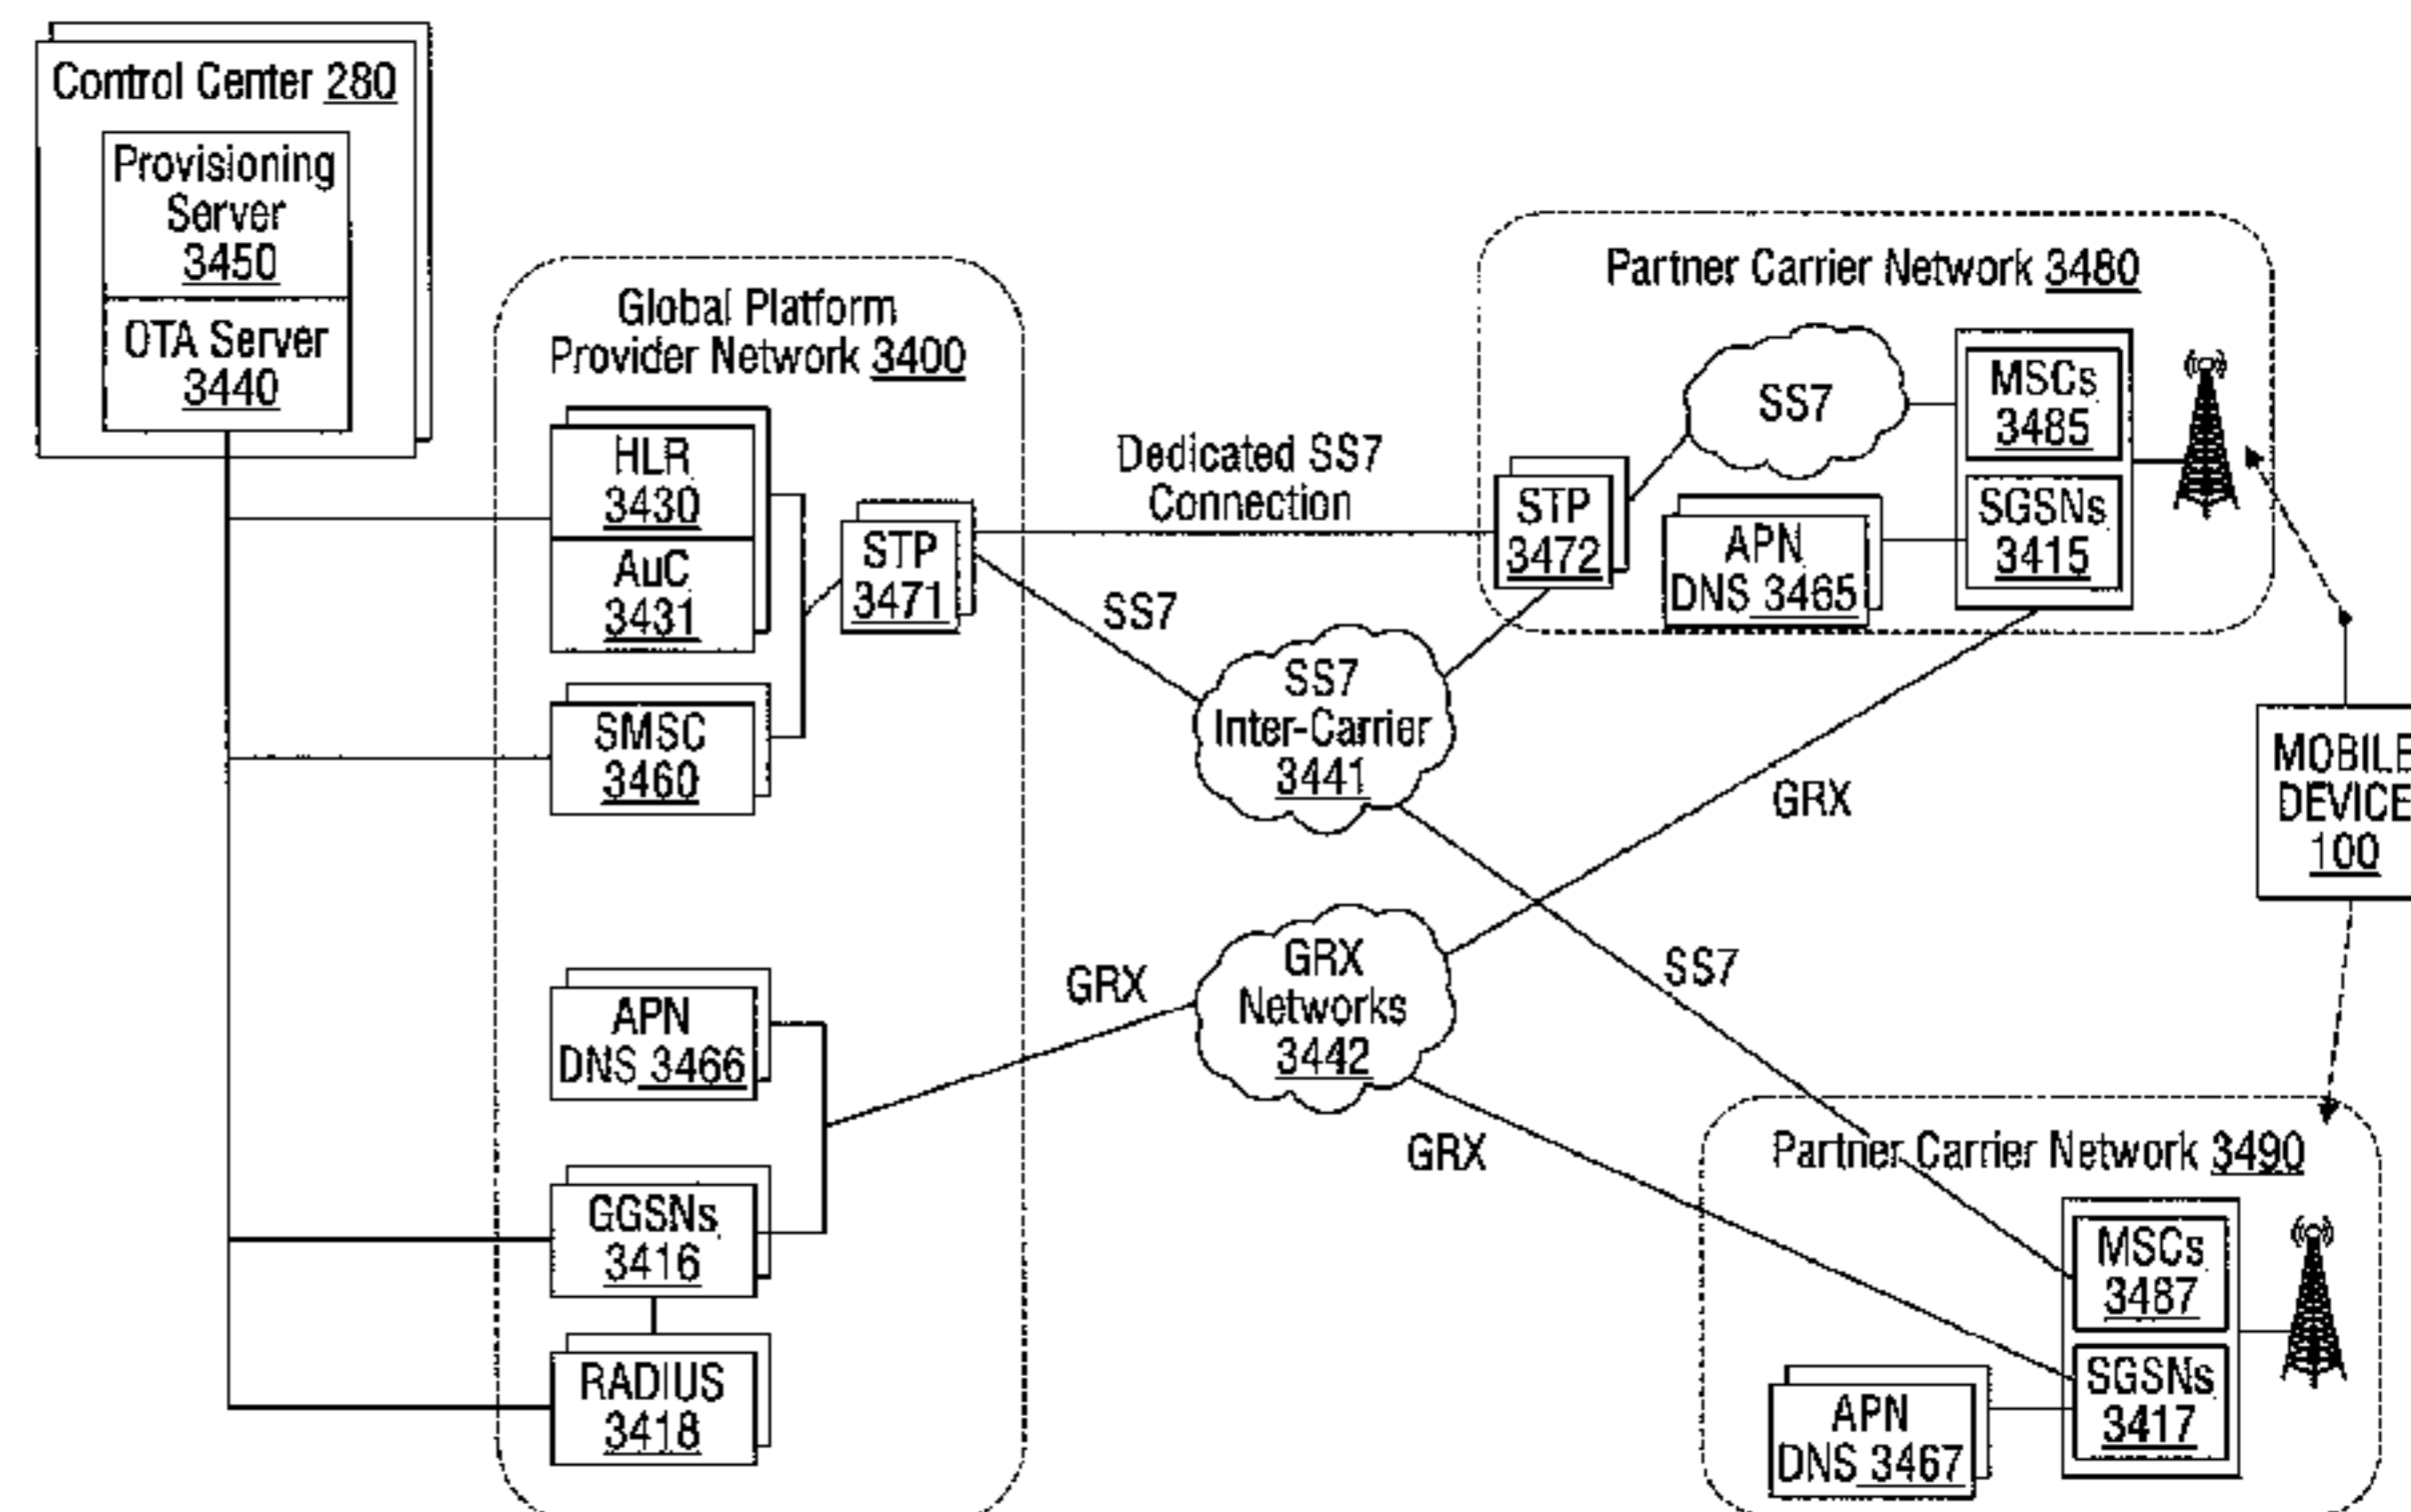 Control Center 280
Provisioning
Server
3450
OTA Server
3440
Global Platform
Provider Network 3400
HLR
3430
AuC
3431
STP
3471
SMSC
3460
APN
DNS 3466
GGSNs
3416
RADIUS
3418
Dedicated SS7
Connection
SS7
SS7
Inter-Carrier
3441
GRX
GRX
Networks
3442
GRX
SS7
GRX
Partner Carrier Network 3480
SS7
MSCs
3485
STP
3472
APN
DNS 3465
SGSNs
3415
MOBILE
DEVICE
100
Partner Carrier Network 3490
MSCs
3487
SGSNs
3417
APN
DNS 3467